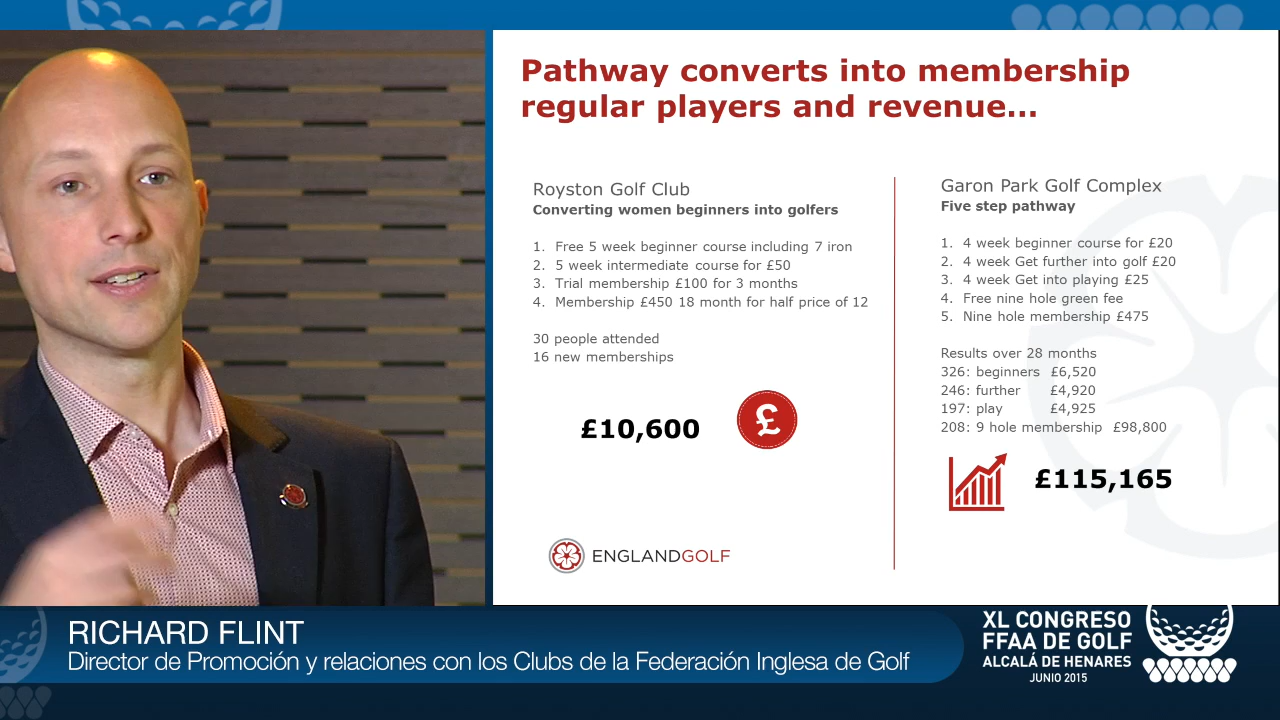 Pathway converts into membership
regular players and revenue...
Royston Golf Club
Converting women beginners into golfers
1. Free 5 week beginner course including 7 iron
2. 5 week intermediate course for £50
3. Trial membership £100 for 3 months
4. Membership £450 18 month for half price of 12
30 people attended
16 new memberships
£10,600
£
ENGLANDGOLF
Garon Park Golf Complex
Five step pathway
1. 4 week beginner course for £20
2. 4 week Get further into golf £20
3. 4 week Get into playing £25
4. Free nine hole green fee
5. Nine hole membership £475
Results over 28 months
326: beginners £6,520
246: further £4,920
197: play £4,925
208: 9 hole membership £98,800
£115,165
RICHARD FLINT
Director de Promoción y relaciones con los Clubs de la Federación Inglesa de Golf
XL CONGRESO
FFAA DE GOLF
ALCALÁ DE HENARES
JUNIO 2015